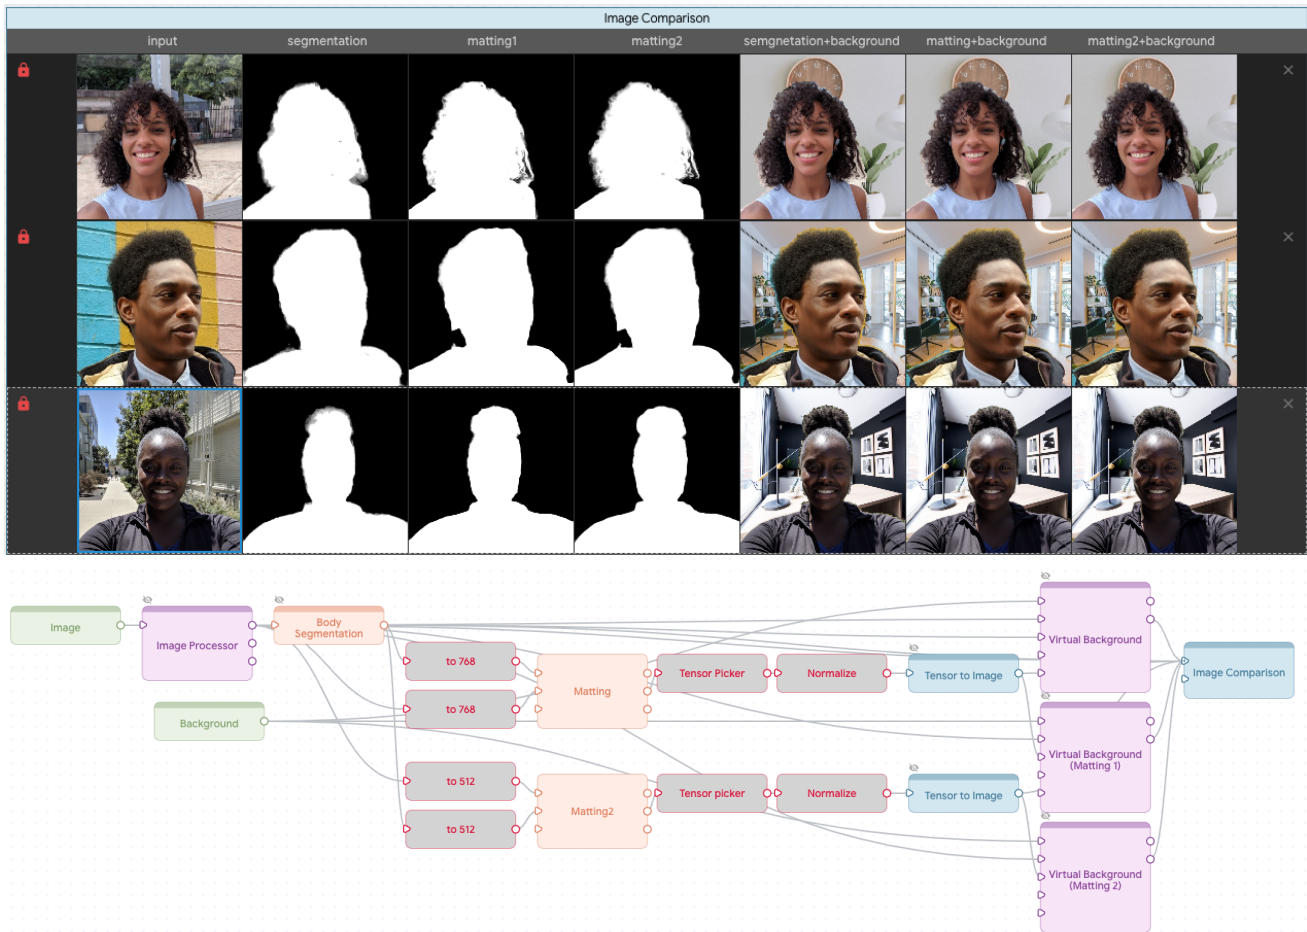 Image Comparison
input segmentation matting1 matting2 semgnetation+background matting+background matting2+background
Image
Image Processor
Body
Segmentation
Background
to 768
to 768
to 512
to 512
Matting
Matting2
Tensor Picker
Normalize
Tensor to Image
Tensor picker
Normalize
Tensor to Image
Virtual Background
Virtual Background
(Matting 1)
Virtual Background
(Matting 2)
Image Comparison